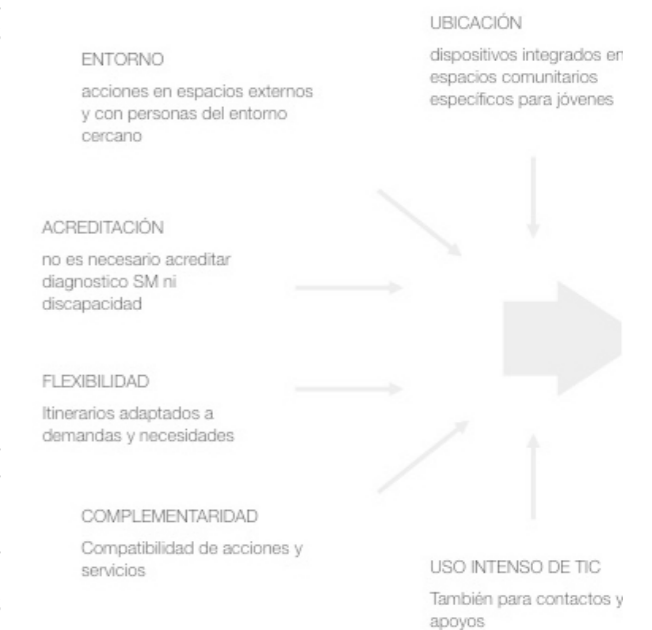 UBICACIÓN
dispositivos integrados en
espacios comunitarios
específicos para jóvenes
ENTORNO
acciones en espacios externos
y con personas del entorno
cercano
ACREDITACIÓN
no es necesario acreditar
diagnostico SM ni
discapacidad
FLEXIBILIDAD
Itinerarios adaptados a
demandas y necesidades
COMPLEMENTARIDAD
Compatibilidad de acciones y
servicios
USO INTENSO DE TIC
También para contactos y
apoyos